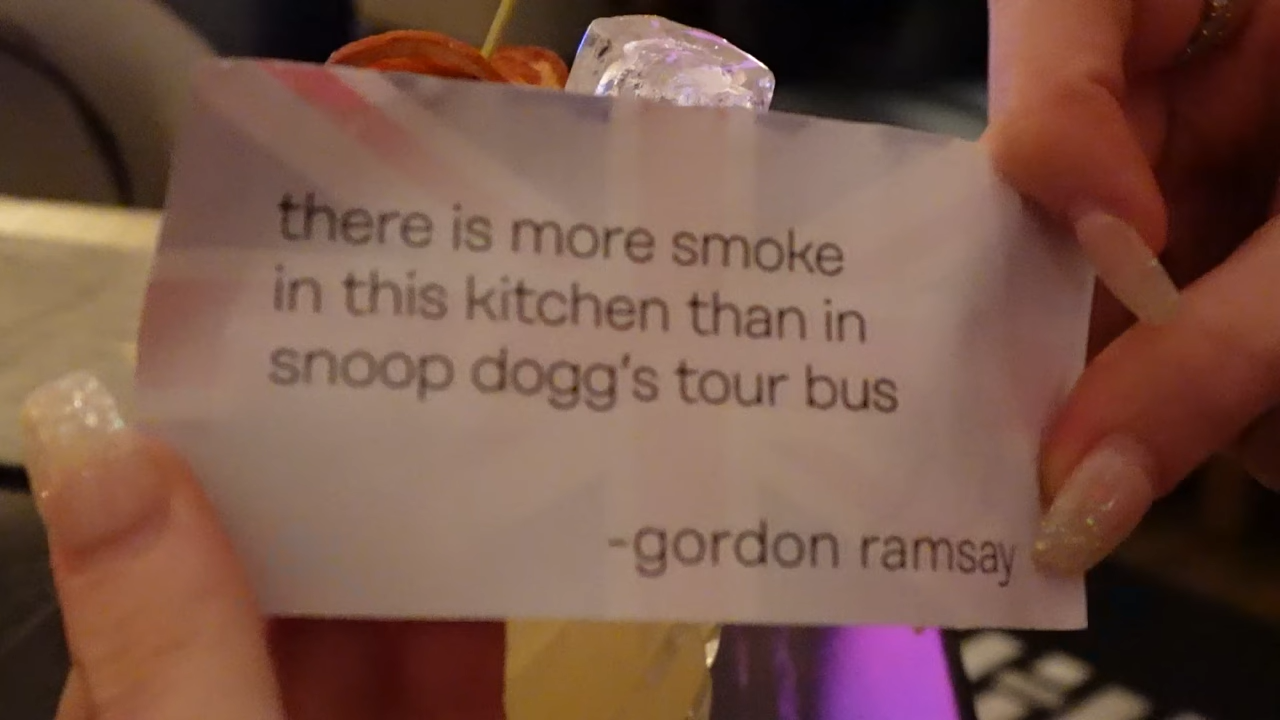 there is more smoke
in this kitchen than in
snoop dogg's tour bus
-gordon ramsay